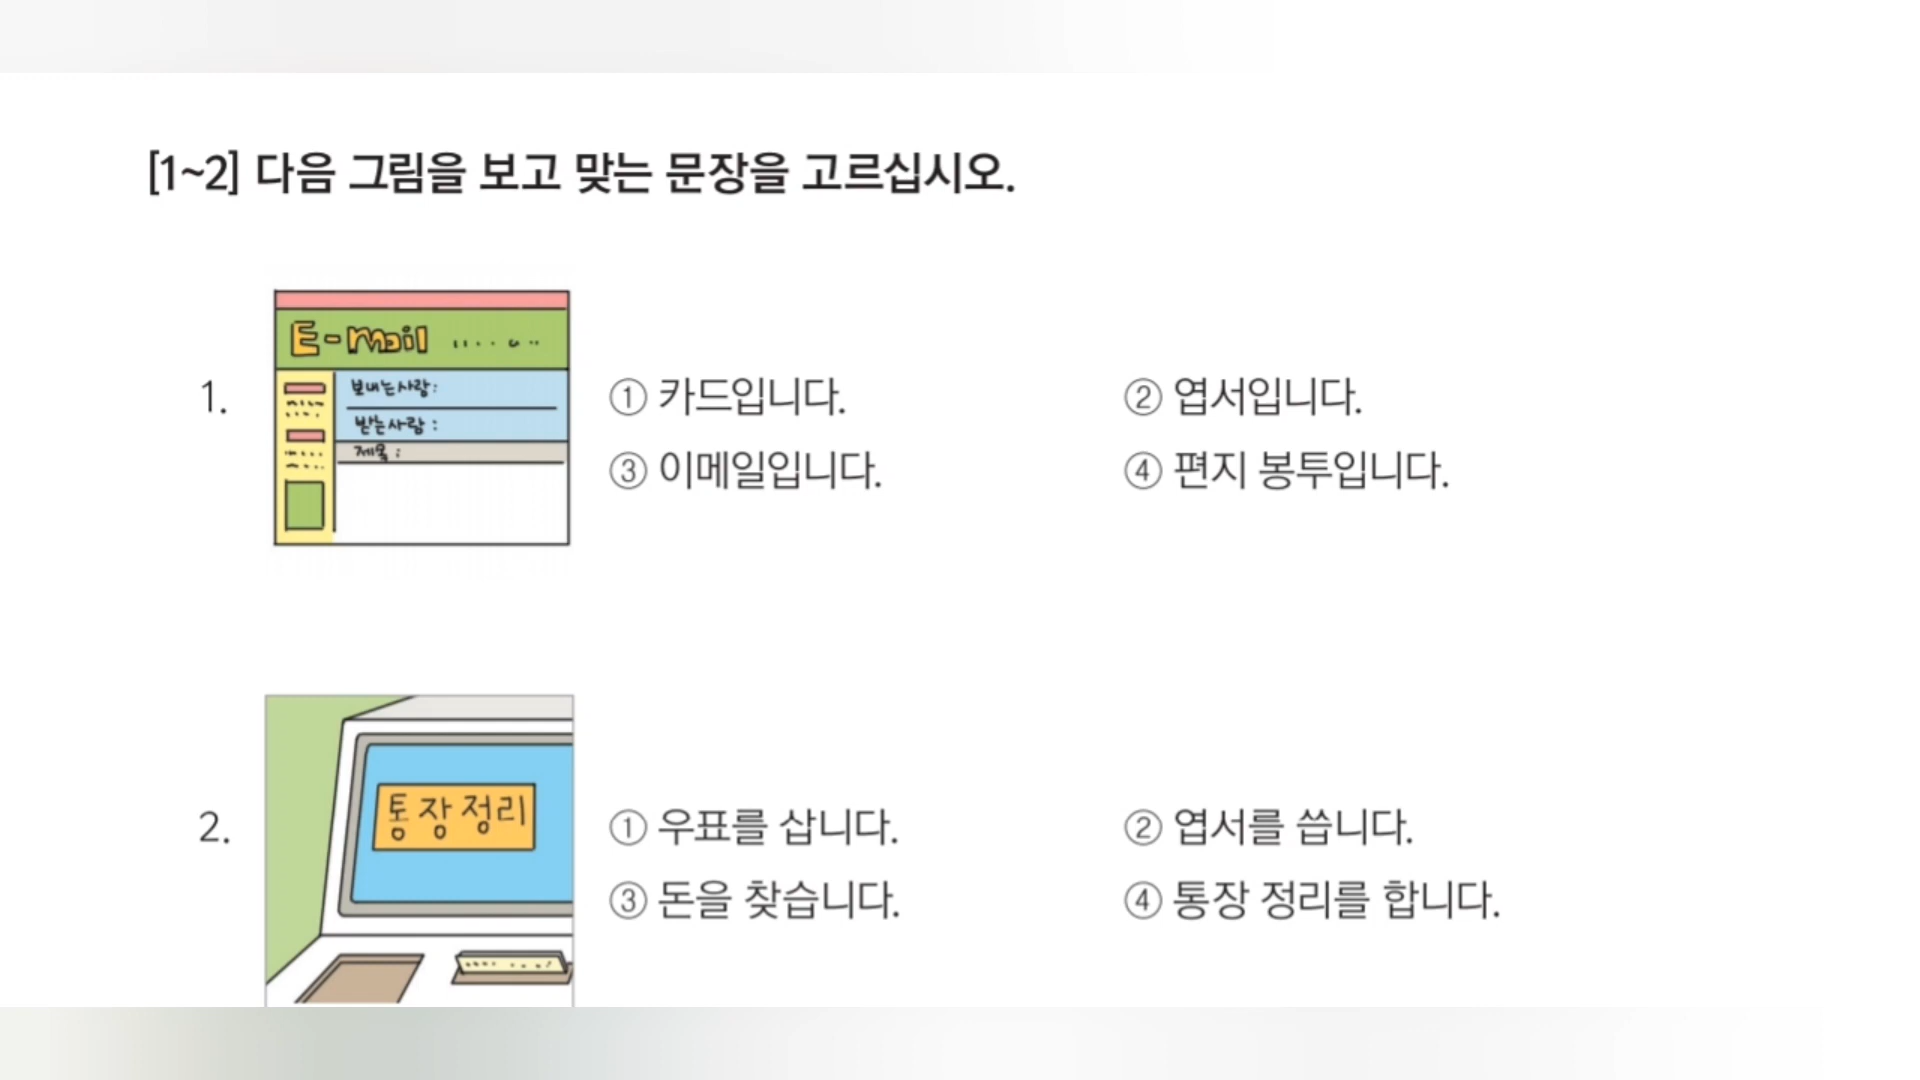 [1~2] 다음 그림을 보고 맞는 문장을 고르십시오.
1.
E-mail
보내는사람:
받는사람:
제목:
① 카드입니다.
② 엽서입니다.
③ 이메일입니다.
④ 편지 봉투입니다.
2.
통장정리
① 우표를 삽니다.
② 엽서를 씁니다.
③ 돈을 찾습니다.
④ 통장 정리를 합니다.